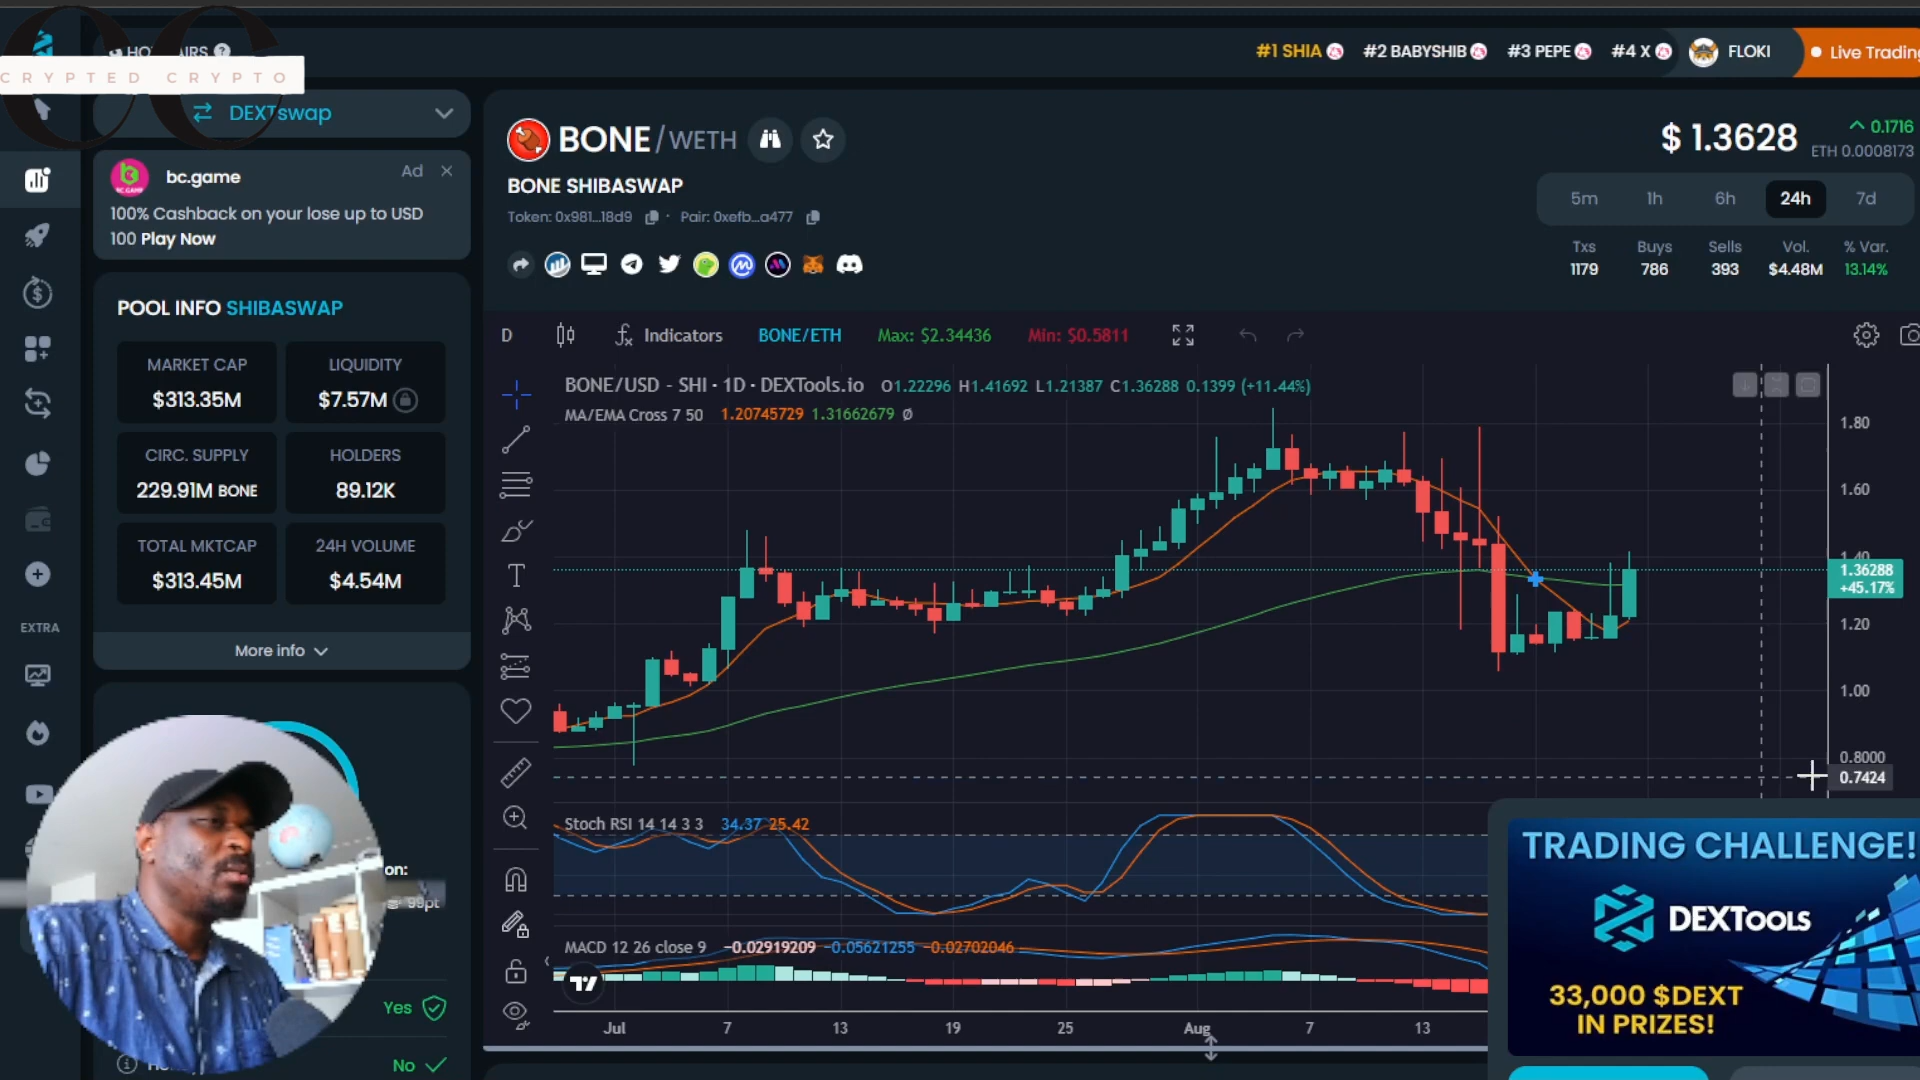 CRYPTED CRYPTO
#1 SHIA
#2 BABYSHIB
#3 PEPE
#4 X
FLOKI
Live Trading
DEXTswap
bc.game
Ad
100% Cashback on your lose up to USD
100 Play Now
POOL INFO SHIBASWAP
MARKET CAP
$313.35M
LIQUIDITY
$7.57M
CIRC. SUPPLY
229.91M BONE
HOLDERS
89.12K
TOTAL MKTCAP
$313.45M
24H VOLUME
$4.54M
More info
EXTRA
on:
99pt
Yes
No
BONE/WETH
BONE SHIBASWAP
Token: 0x981...18d9 · Pair: 0xefb...a477
$ 1.3628
0.1716
ETH 0.0008173
5m 1h 6h 24h 7d
Txs Buys Sells Vol. % Var.
1179 786 393 $4.48M 13.14%
D
Indicators
BONE/ETH
Max: $2.34436
Min: $0.5811
BONE/USD - SHI · 1D · DEXTools.io O1.22296 H1.41692 L1.21387 C1.36288 0.1399 (+11.44%)
MA/EMA Cross 7 50 1.20745729 1.31662679 Ø
1.80
1.60
1.40
1.36288
+45.17%
1.20
1.00
0.8000
0.7424
Stoch RSI 14 14 3 3 34.37 25.42
MACD 12 26 close 9 −0.02919209 −0.05621255 −0.02702046
Jul 7 13 19 25 Aug 7 13
TRADING CHALLENGE!
DEXTools
33,000 $DEXT
IN PRIZES!